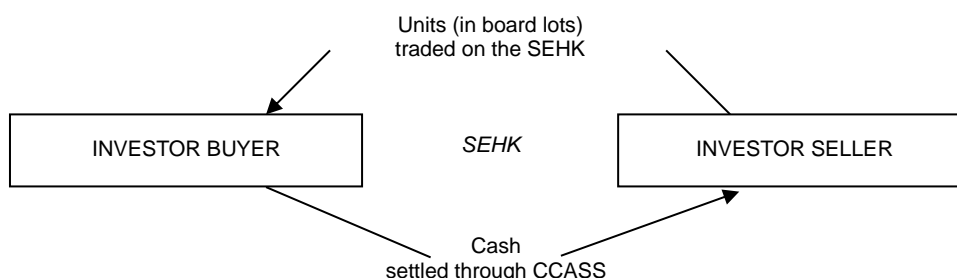 Units (in board lots)
traded on the SEHK
INVESTOR BUYER
SEHK
INVESTOR SELLER
Cash
settled through CCASS